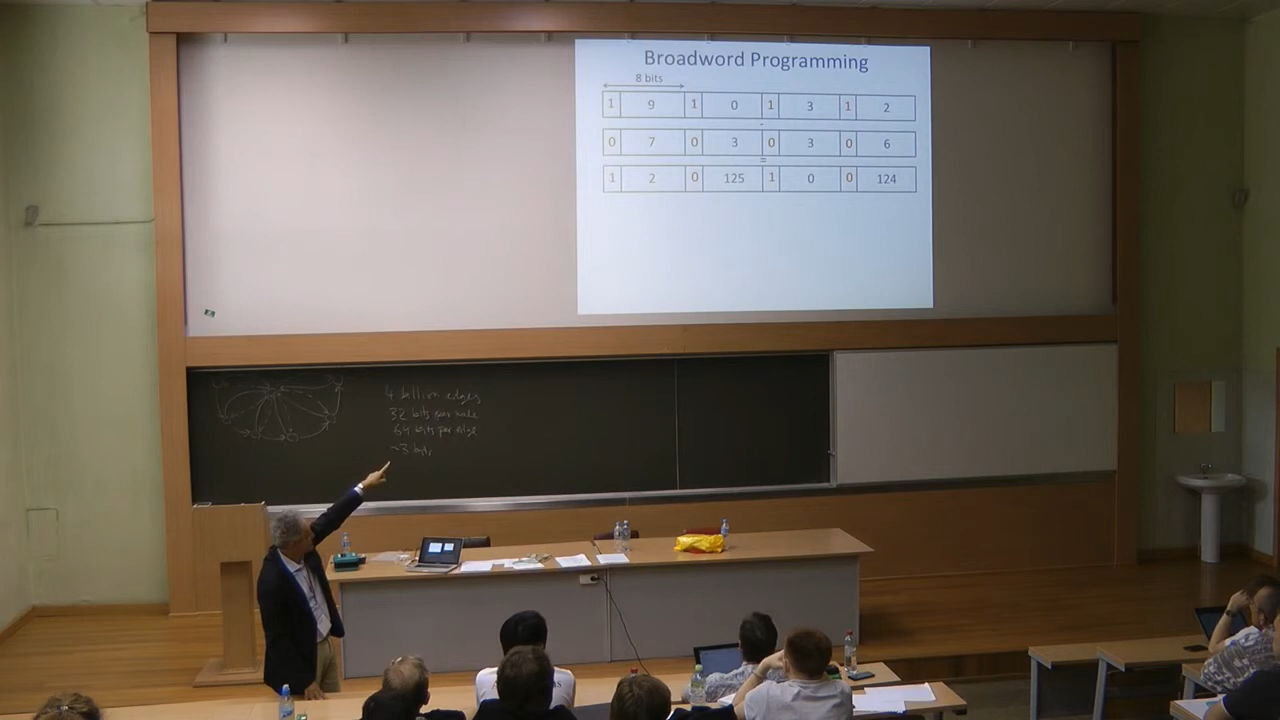 Broadword Programming
8 bits
1 9 1 0 1 3 1 2
-
0 7 0 3 0 3 0 6
=
1 2 0 125 1 0 0 124
4 billion edges
32 bits per node
64 bits per edge
~3 bits